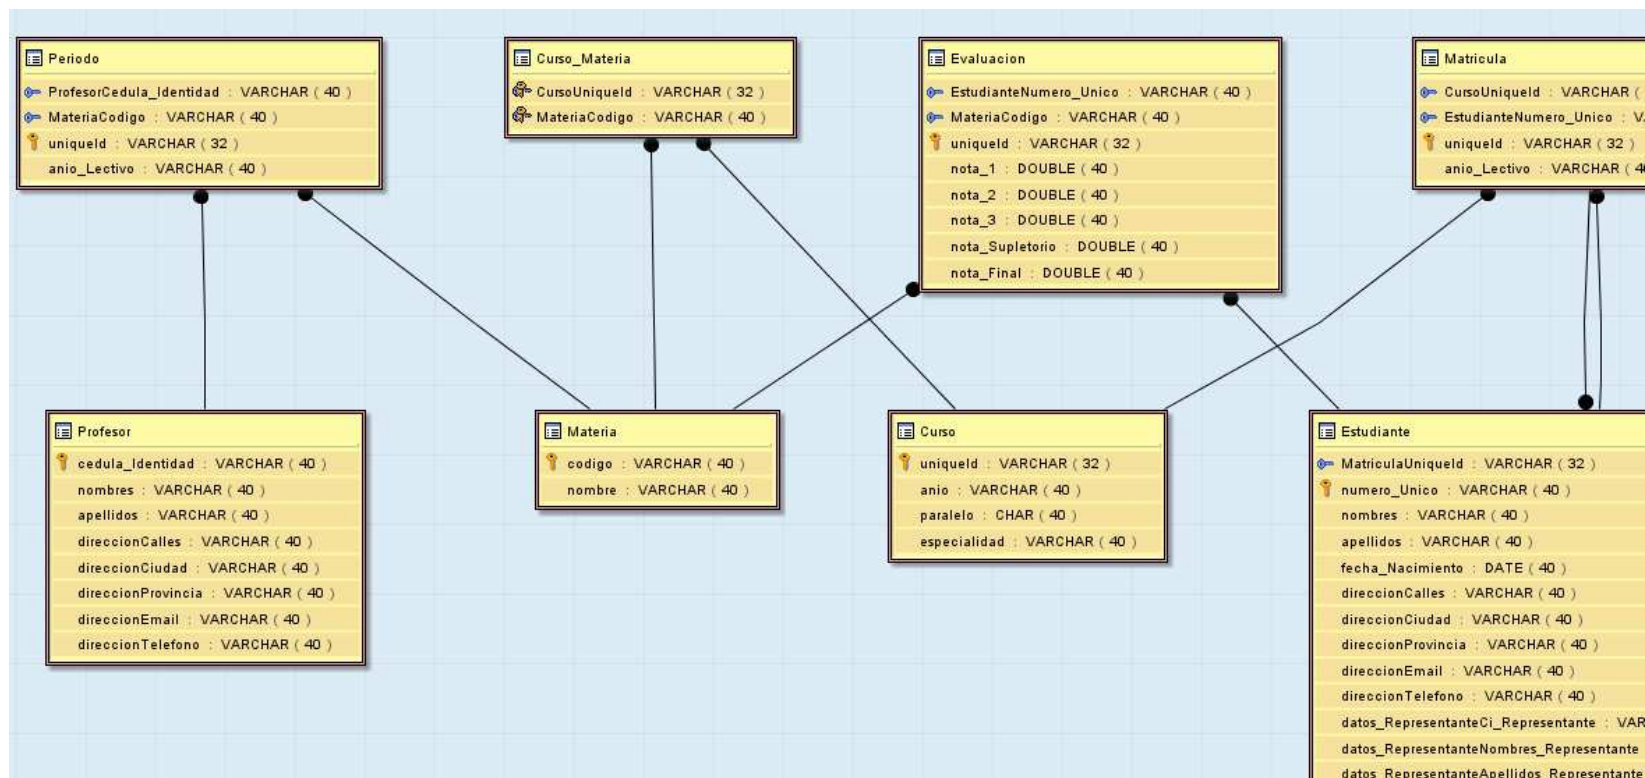 Periodo
ProfesorCedula_Identidad : VARCHAR ( 40 )
MateriaCodigo : VARCHAR ( 40 )
uniqueId : VARCHAR ( 32 )
anio_Lectivo : VARCHAR ( 40 )
Curso_Materia
CursoUniqueId : VARCHAR ( 32 )
MateriaCodigo : VARCHAR ( 40 )
Evaluacion
EstudianteNumero_Unico : VARCHAR ( 40 )
MateriaCodigo : VARCHAR ( 40 )
uniqueId : VARCHAR ( 32 )
nota_1 : DOUBLE ( 40 )
nota_2 : DOUBLE ( 40 )
nota_3 : DOUBLE ( 40 )
nota_Supletorio : DOUBLE ( 40 )
nota_Final : DOUBLE ( 40 )
Matricula
CursoUniqueId : VARCHAR (
EstudianteNumero_Unico :
uniqueId : VARCHAR ( 32 )
anio_Lectivo : VARCHAR (
Profesor
cedula_Identidad : VARCHAR ( 40 )
nombres : VARCHAR ( 40 )
apellidos : VARCHAR ( 40 )
direccionCalles : VARCHAR ( 40 )
direccionCiudad : VARCHAR ( 40 )
direccionProvincia : VARCHAR ( 40 )
direccionEmail : VARCHAR ( 40 )
direccionTelefono : VARCHAR ( 40 )
Materia
codigo : VARCHAR ( 40 )
nombre : VARCHAR ( 40 )
Curso
uniqueId : VARCHAR ( 32 )
anio : VARCHAR ( 40 )
paralelo : CHAR ( 40 )
especialidad : VARCHAR ( 40 )
Estudiante
MatriculaUniqueId : VARCHAR ( 32 )
numero_Unico : VARCHAR ( 40 )
nombres : VARCHAR ( 40 )
apellidos : VARCHAR ( 40 )
fecha_Nacimiento : DATE ( 40 )
direccionCalles : VARCHAR ( 40 )
direccionCiudad : VARCHAR ( 40 )
direccionProvincia : VARCHAR ( 40 )
direccionEmail : VARCHAR ( 40 )
direccionTelefono : VARCHAR ( 40 )
datos_RepresentanteCi_Representante : VAR
datos_RepresentanteNombres_Representante
datos_RepresentanteApellidos_Representante